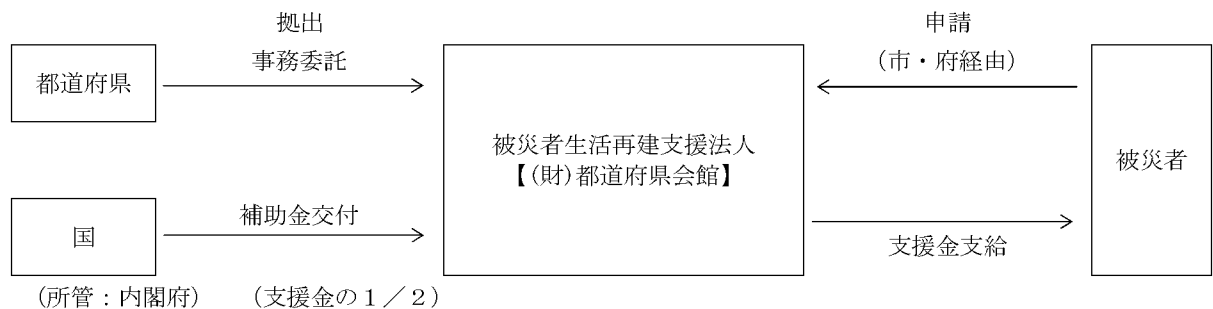 拠出
事務委託
都道府県
国
補助金交付
(所管：内閣府)
(支援金の１／２)
被災者生活再建支援法人
【(財)都道府県会館】
申請
(市・府経由)
支援金支給
被災者